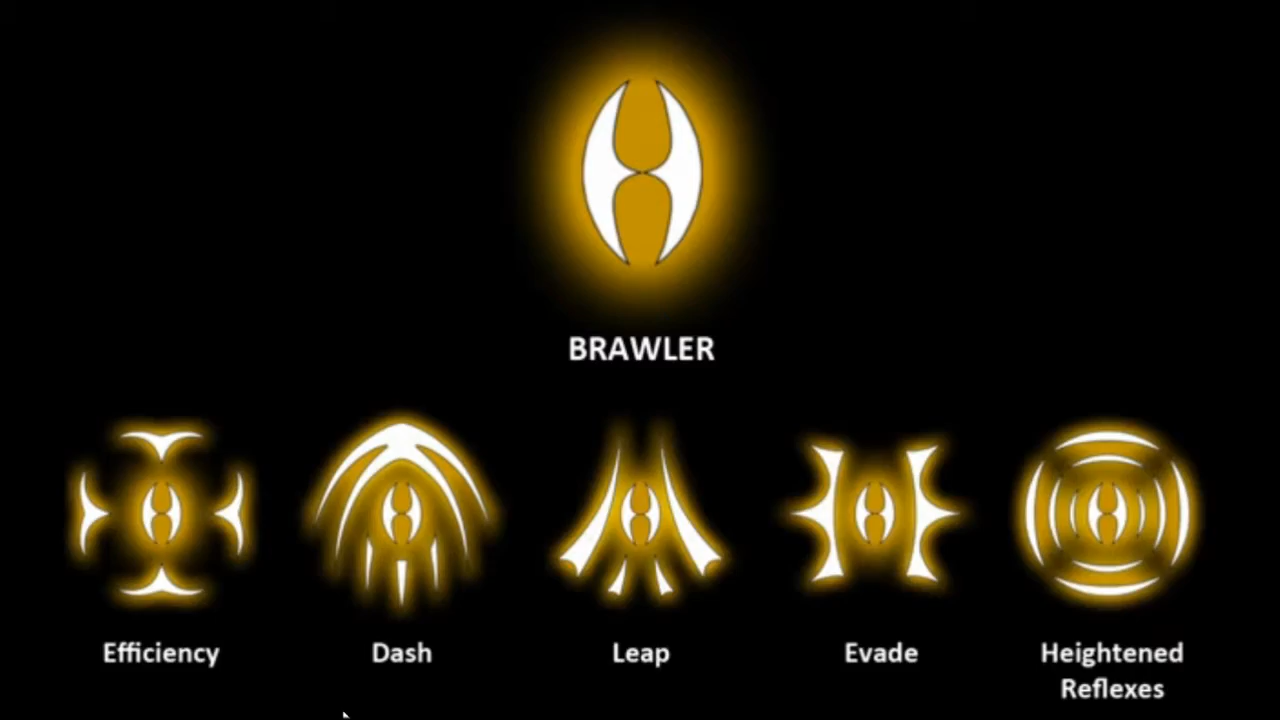 BRAWLER
Efficiency
Dash
Leap
Evade
Heightened
Reflexes